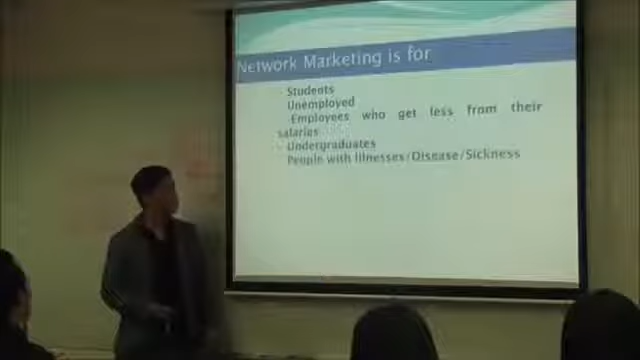 Network Marketing is for
Students
Unemployed
Employees who get less from their
salaries
Undergraduates
People with Illnesses/Disease/Sickness